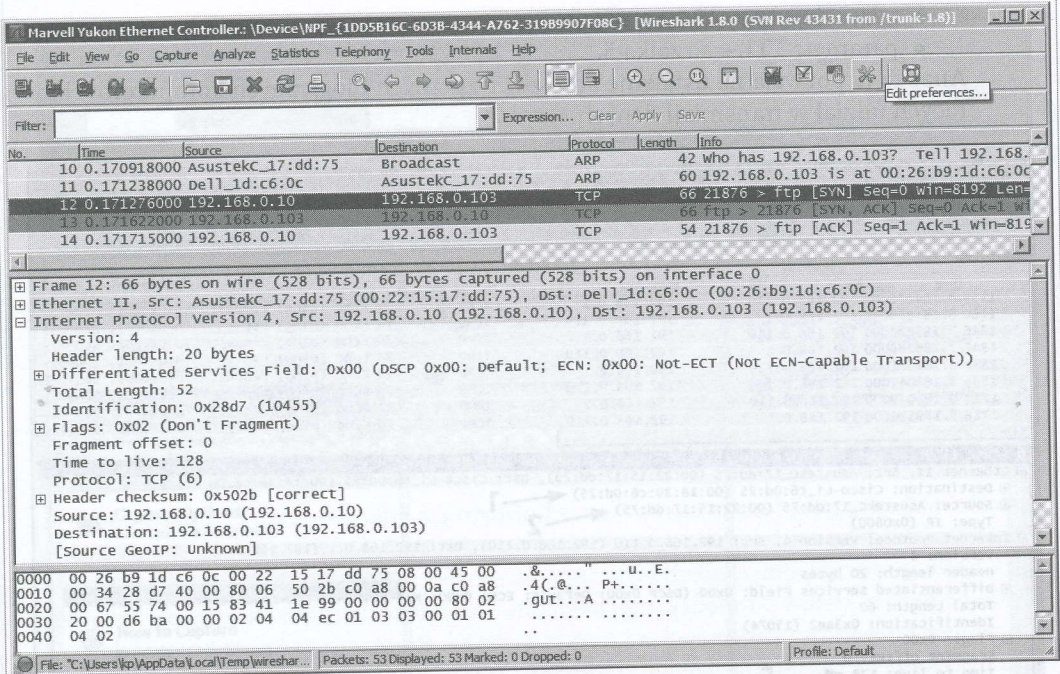 Marvell Yukon Ethernet Controller.: \Device\NPF_{1DD5B16C-6D3B-4344-A762-319B9907F08C} [Wireshark 1.8.0 (SVN Rev 43431 from /trunk-1.8)]
File Edit View Go Capture Analyze Statistics Telephony Tools Internals Help
Edit preferences...
Filter: Expression... Clear Apply Save
No. Time Source Destination Protocol Length Info
10 0.170918000 AsustekC_17:dd:75 Broadcast ARP 42 Who has 192.168.0.103? Tell 192.168.
11 0.171238000 Dell_1d:c6:0c AsustekC_17:dd:75 ARP 60 192.168.0.103 is at 00:26:b9:1d:c6:0c
12 0.171276000 192.168.0.10 192.168.0.103 TCP 66 21876 > ftp [SYN] Seq=0 Win=8192 Len=
13 0.171622000 192.168.0.103 192.168.0.10 TCP 66 ftp > 21876 [SYN, ACK] Seq=0 Ack=1 Wi
14 0.171715000 192.168.0.10 192.168.0.103 TCP 54 21876 > ftp [ACK] Seq=1 Ack=1 Win=819
Frame 12: 66 bytes on wire (528 bits), 66 bytes captured (528 bits) on interface 0
Ethernet II, Src: AsustekC_17:dd:75 (00:22:15:17:dd:75), Dst: Dell_1d:c6:0c (00:26:b9:1d:c6:0c)
Internet Protocol Version 4, Src: 192.168.0.10 (192.168.0.10), Dst: 192.168.0.103 (192.168.0.103)
Version: 4
Header length: 20 bytes
Differentiated Services Field: 0x00 (DSCP 0x00: Default; ECN: 0x00: Not-ECT (Not ECN-Capable Transport))
Total Length: 52
Identification: 0x28d7 (10455)
Flags: 0x02 (Don't Fragment)
Fragment offset: 0
Time to live: 128
Protocol: TCP (6)
Header checksum: 0x502b [correct]
Source: 192.168.0.10 (192.168.0.10)
Destination: 192.168.0.103 (192.168.0.103)
[Source GeoIP: Unknown]
0000 00 26 b9 1d c6 0c 00 22 15 17 dd 75 08 00 45 00 .&....." ...u..E.
0010 00 34 28 d7 40 00 80 06 50 2b c0 a8 00 0a c0 a8 .4(.@... P+......
0020 00 67 55 74 00 15 83 41 1e 99 00 00 00 00 80 02 .gUt...A ........
0030 20 00 d6 ba 00 00 02 04 04 ec 01 03 03 00 01 01 ....... ........
0040 04 02 ..
File: "C:\Users\kp\AppData\Local\Temp\wireshar... Packets: 53 Displayed: 53 Marked: 0 Dropped: 0 Profile: Default